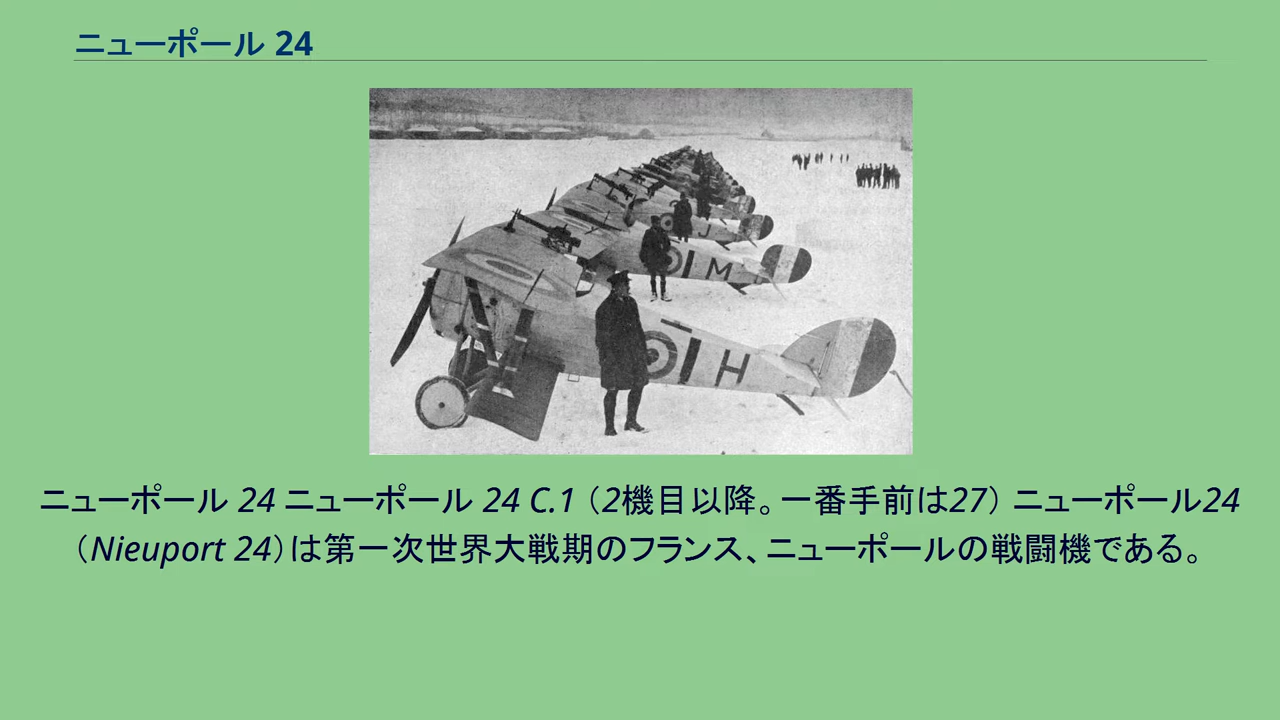 ニューポール 24
J
M
H
ニューポール 24 ニューポール 24 C.1（2機目以降。一番手前は27） ニューポール24
（Nieuport 24）は第一次世界大戦期のフランス、ニューポールの戦闘機である。